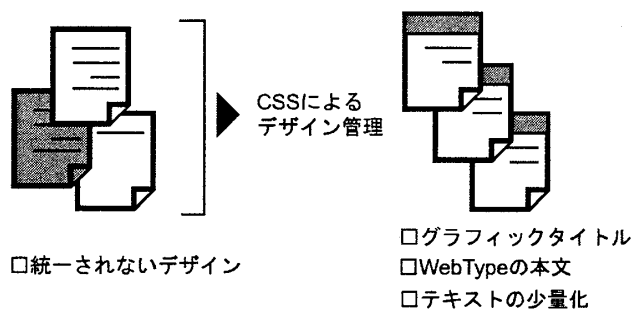 CSSによる
デザイン管理
□統一されないデザイン
□グラフィックタイトル
□WebTypeの本文
□テキストの少量化